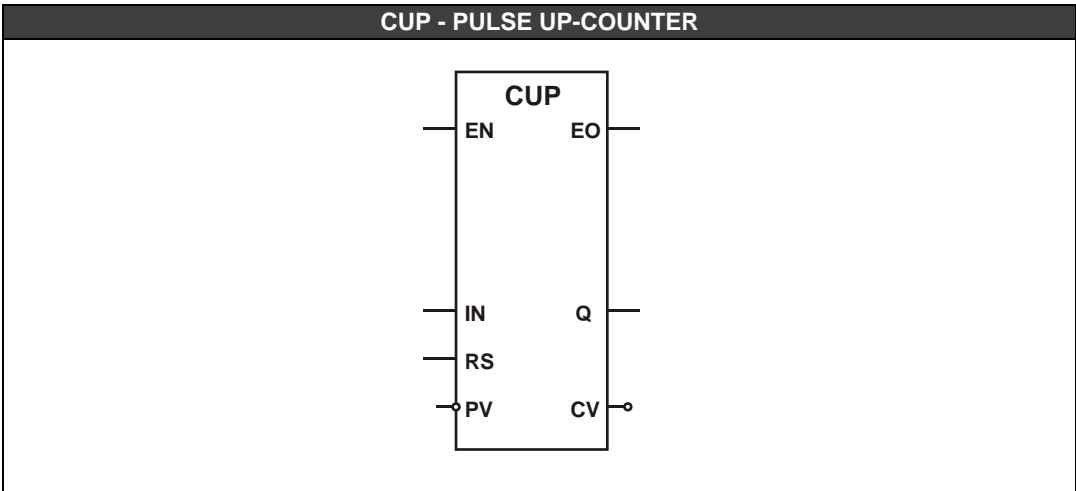 CUP - PULSE UP-COUNTER
CUP
EN EO
IN Q
RS
PV CV